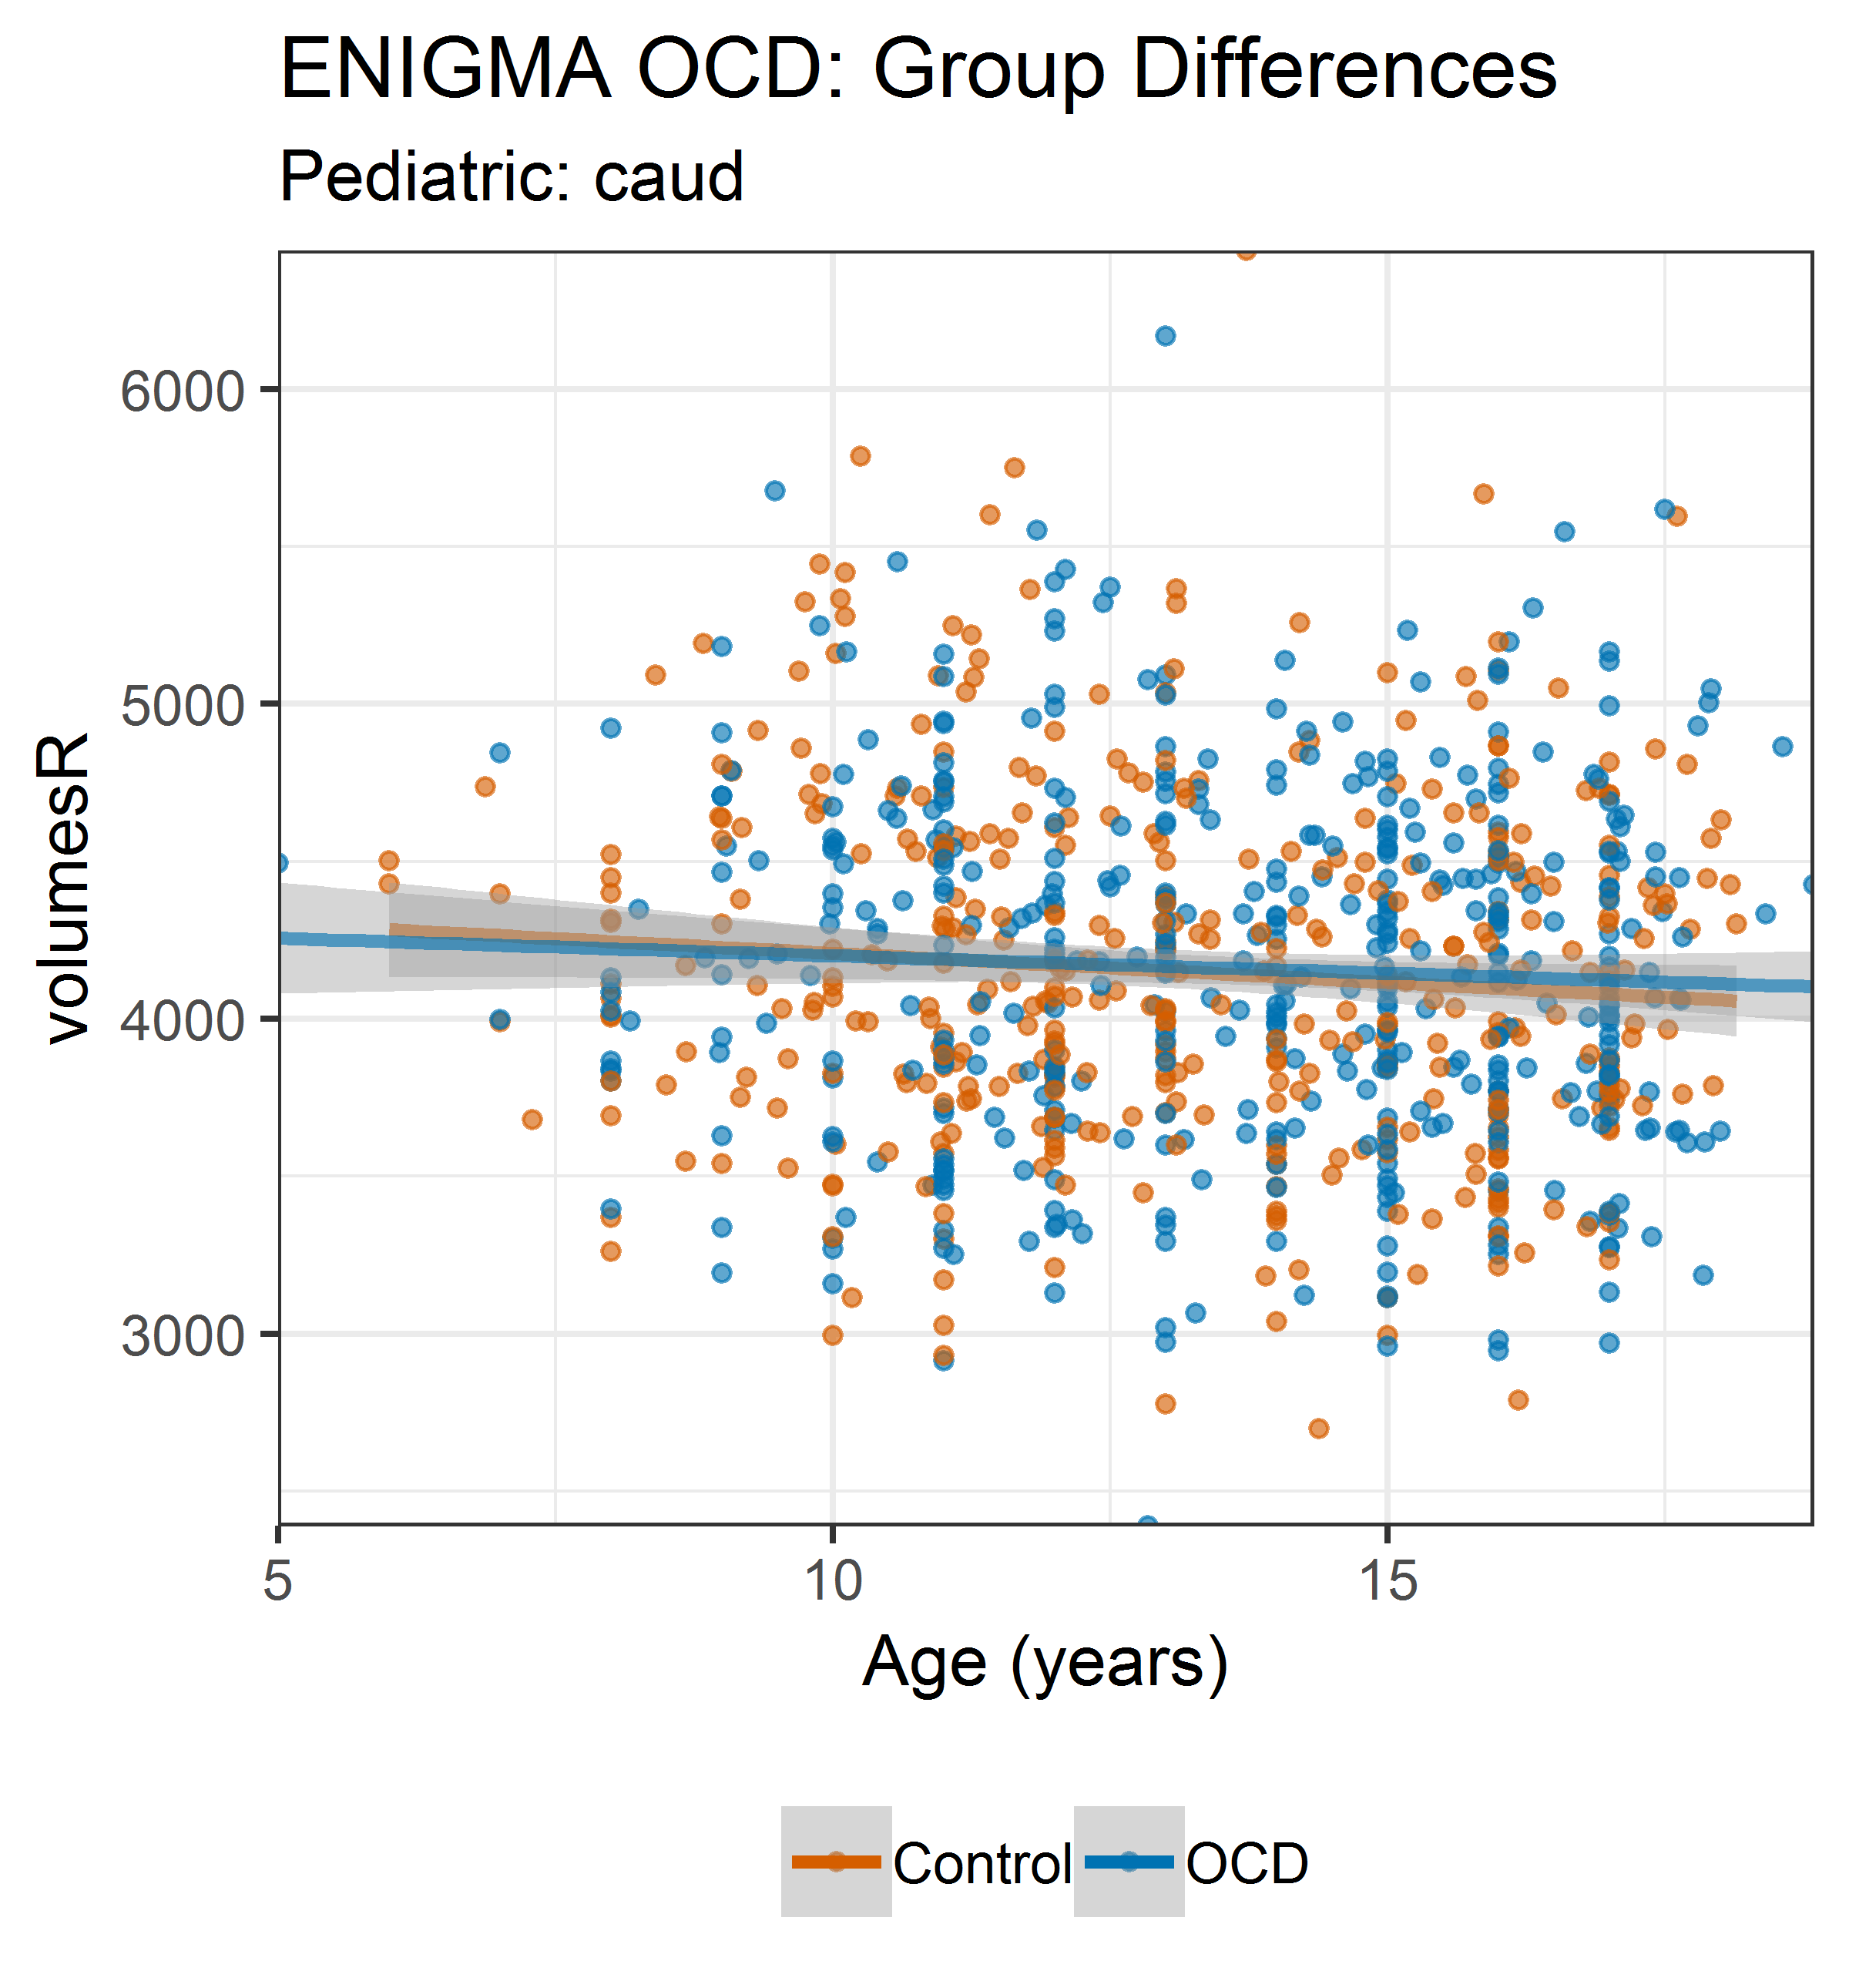 ENIGMA OCD: Group Differences
Pediatric: caud
volumesR
6000
5000
4000
3000
5 10 15
Age (years)
Control OCD